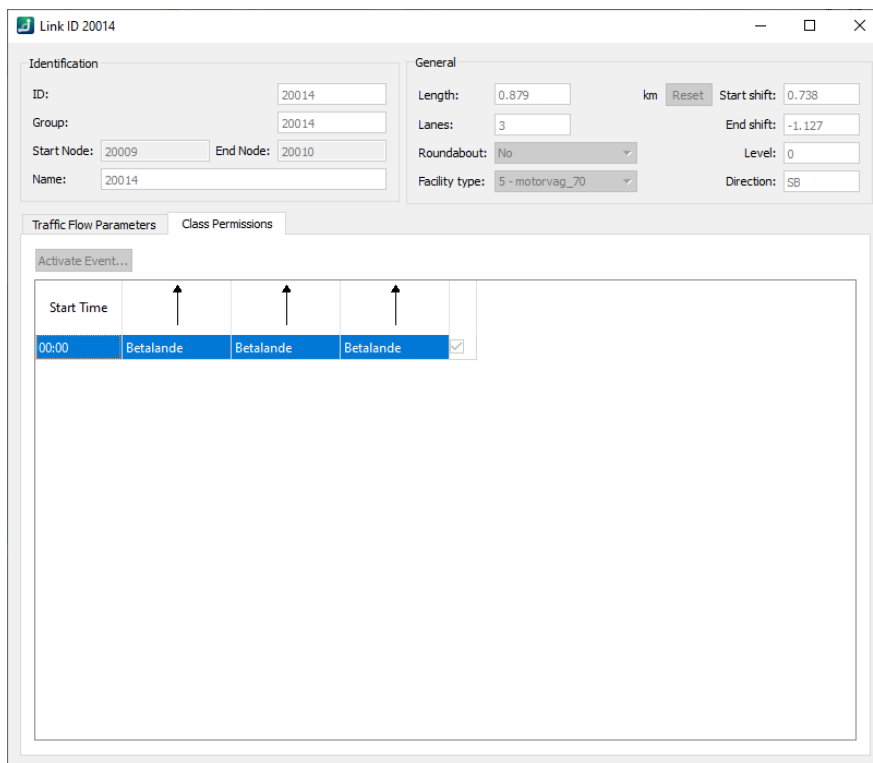 Link ID 20014
Identification
ID: 20014
Group: 20014
Start Node: 20009 End Node: 20010
Name: 20014
General
Length: 0.879 km Reset Start shift: 0.738
Lanes: 3 End shift: -1.127
Roundabout: No Level: 0
Facility type: 5 - motorvag_70 Direction: SB
Traffic Flow Parameters Class Permissions
Activate Event...
Start Time
00:00 Betalande Betalande Betalande